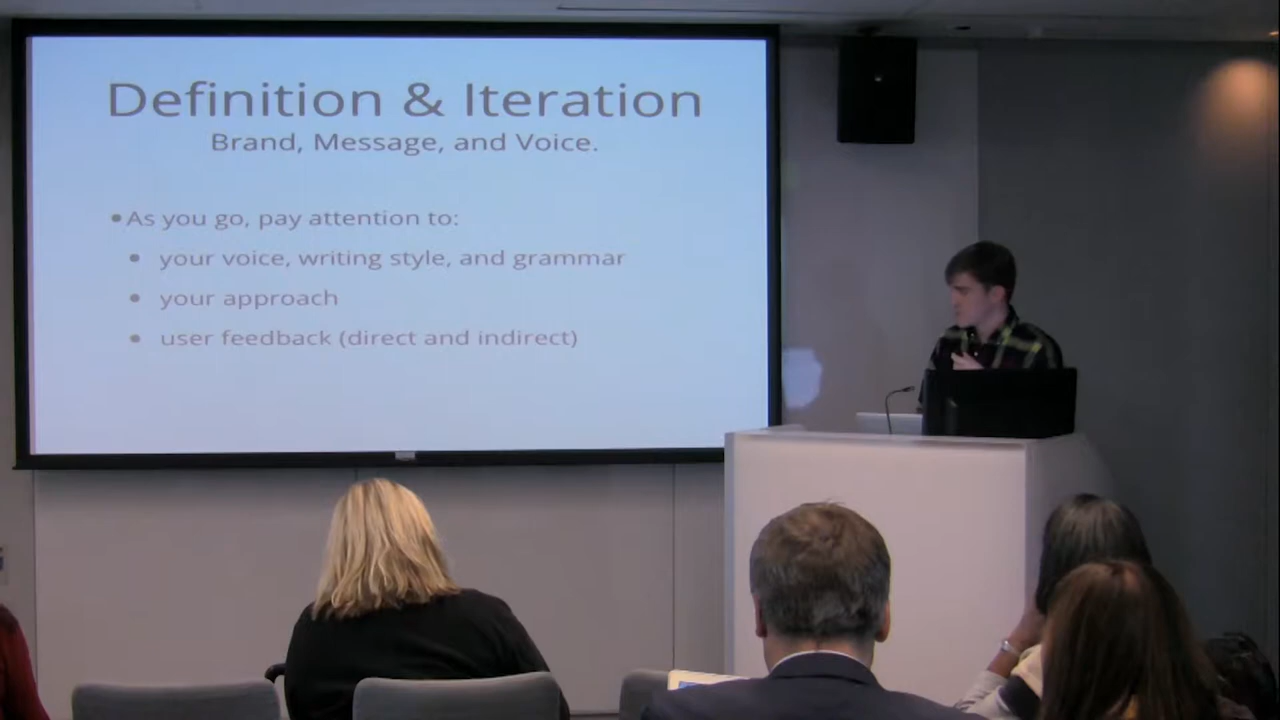 Definition & Iteration
Brand, Message, and Voice.
•As you go, pay attention to:
• your voice, writing style, and grammar
• your approach
• user feedback (direct and indirect)